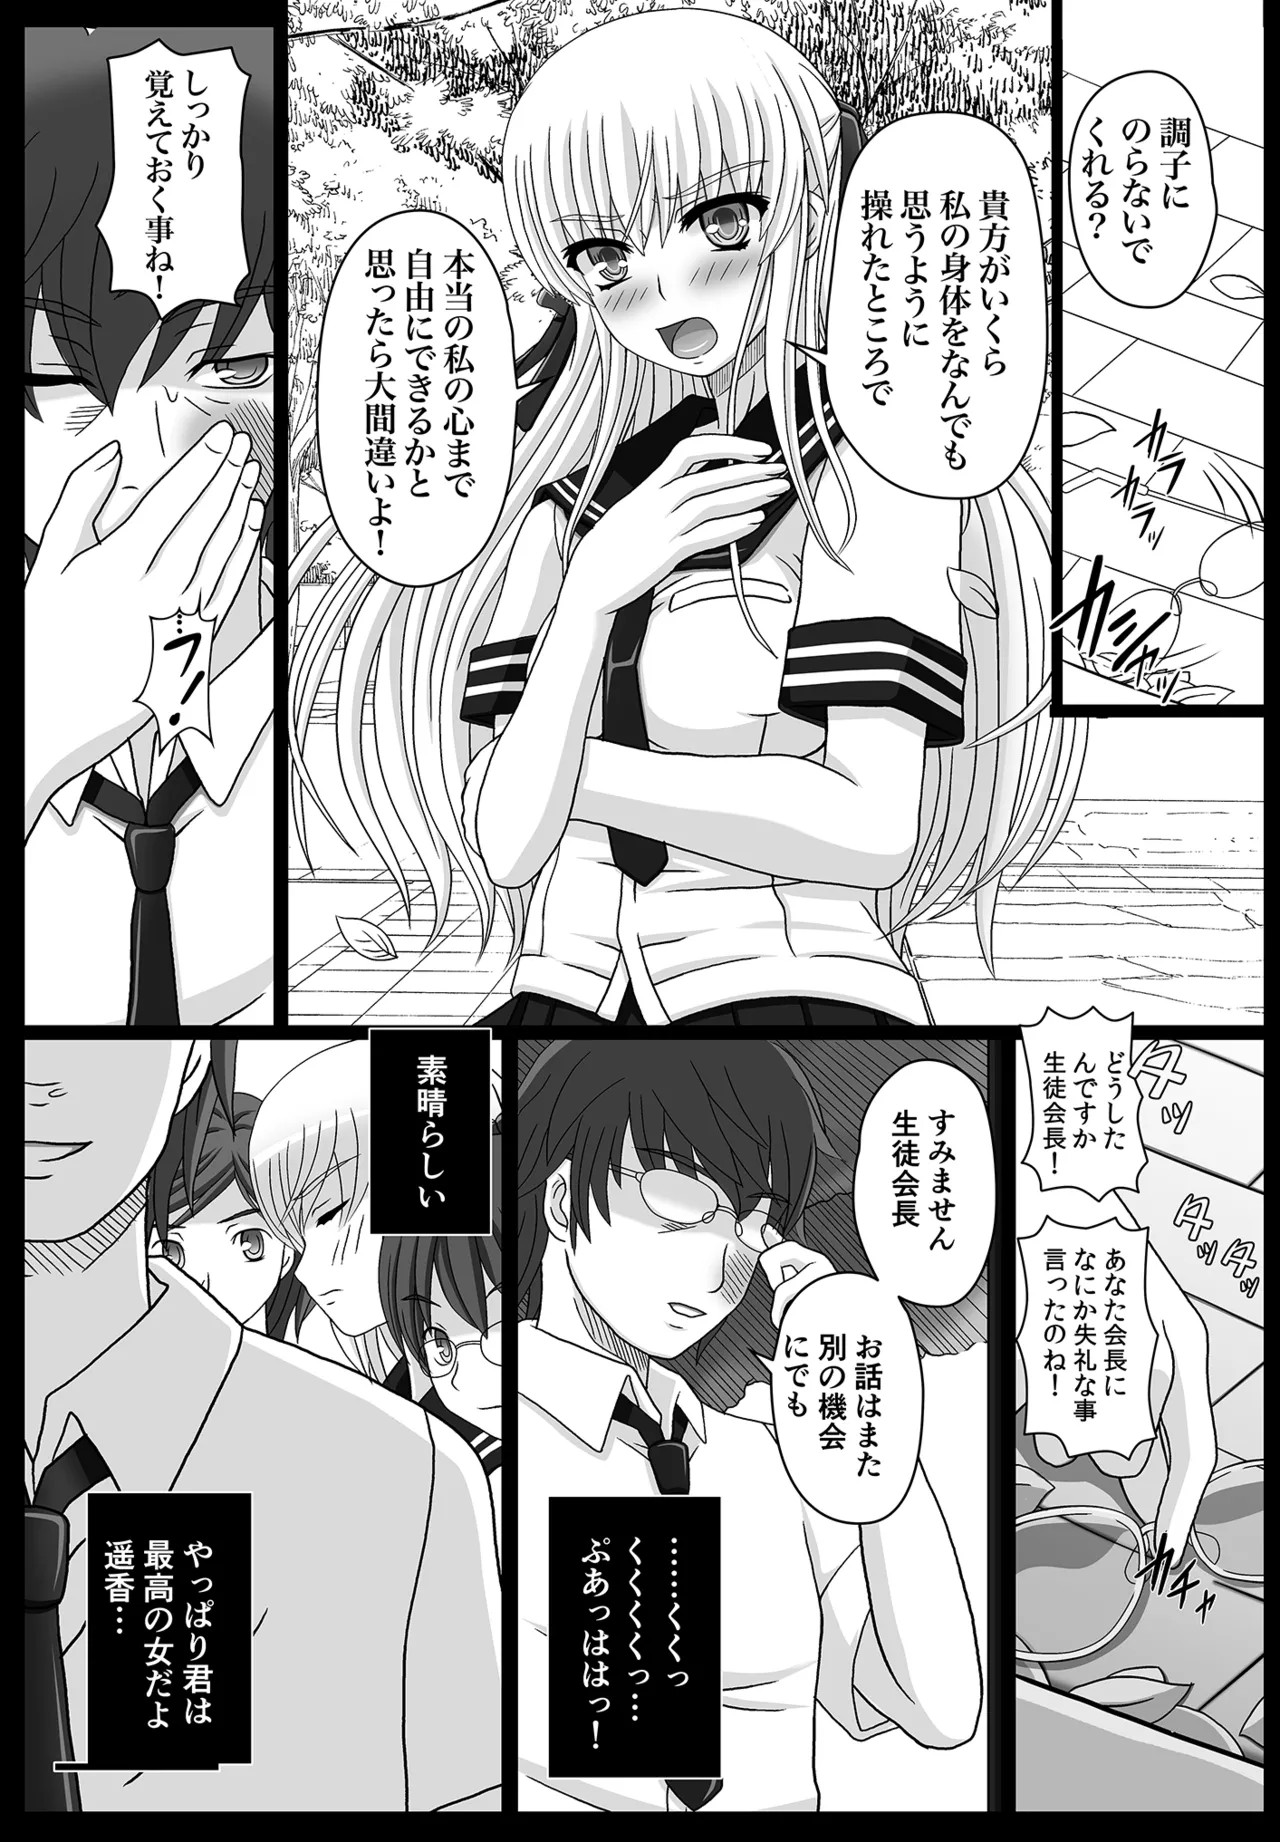 調子に
のらないで
くれる？
カラ
カラッ
カシャァッ
貴方がいくら
私の身体をなんでも
思うように
操れたところで
本当の私の心まで
自由にできるかと
思ったら大間違いよ！
しっかり
覚えておく事ね！
…フ！
タタッ
タッタッ
どうした
んですか
生徒会長！
あなた会長に
なにか失礼な事
言ったのね！
カチャ
すみません
生徒会長
お話はまた
別の機会
にでも
……くくっ
くくくくっ…
ぷあっははっ！
素晴らしい
やっぱり君は
最高の女だよ
遥香…